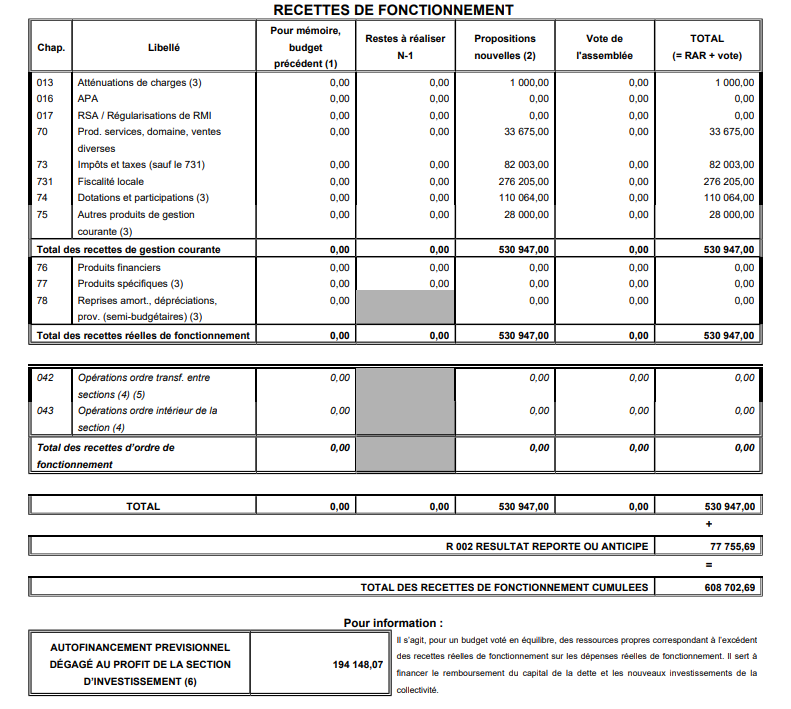 RECETTES DE FONCTIONNEMENT
Chap. Libellé Pour mémoire, budget précédent (1) Restes à réaliser N-1 Propositions nouvelles (2) Vote de l'assemblée TOTAL (= RAR + vote)
013 Atténuations de charges (3) 0,00 0,00 1 000,00 0,00 1 000,00
016 APA 0,00 0,00 0,00 0,00 0,00
017 RSA / Régularisations de RMI 0,00 0,00 0,00 0,00 0,00
70 Prod. services, domaine, ventes 0,00 0,00 33 675,00 0,00 33 675,00
diverses
73 Impôts et taxes (sauf le 731) 0,00 0,00 82 003,00 0,00 82 003,00
731 Fiscalité locale 0,00 0,00 276 205,00 0,00 276 205,00
74 Dotations et participations (3) 0,00 0,00 110 064,00 0,00 110 064,00
75 Autres produits de gestion 0,00 0,00 28 000,00 0,00 28 000,00
courante (3)
Total des recettes de gestion courante 0,00 0,00 530 947,00 0,00 530 947,00
76 Produits financiers 0,00 0,00 0,00 0,00 0,00
77 Produits spécifiques (3) 0,00 0,00 0,00 0,00 0,00
78 Reprises amort., dépréciations, 0,00 0,00 0,00 0,00
prov. (semi-budgétaires) (3)
Total des recettes réelles de fonctionnement 0,00 0,00 530 947,00 0,00 530 947,00
042 Opérations ordre transf. entre 0,00 0,00 0,00 0,00
sections (4) (5)
043 Opérations ordre intérieur de la 0,00 0,00 0,00 0,00
section (4)
Total des recettes d'ordre de 0,00 0,00 0,00 0,00
fonctionnement
TOTAL 0,00 0,00 530 947,00 0,00 530 947,00
+
R 002 RESULTAT REPORTE OU ANTICIPE 77 755,69
=
TOTAL DES RECETTES DE FONCTIONNEMENT CUMULEES 608 702,69
Pour information :
AUTOFINANCEMENT PREVISIONNEL
DÉGAGÉ AU PROFIT DE LA SECTION 194 148,07
D'INVESTISSEMENT (6)
Il s'agit, pour un budget voté en équilibre, des ressources propres correspondant à l'excédent
des recettes réelles de fonctionnement sur les dépenses réelles de fonctionnement. Il sert à
financer le remboursement du capital de la dette et les nouveaux investissements de la
collectivité.